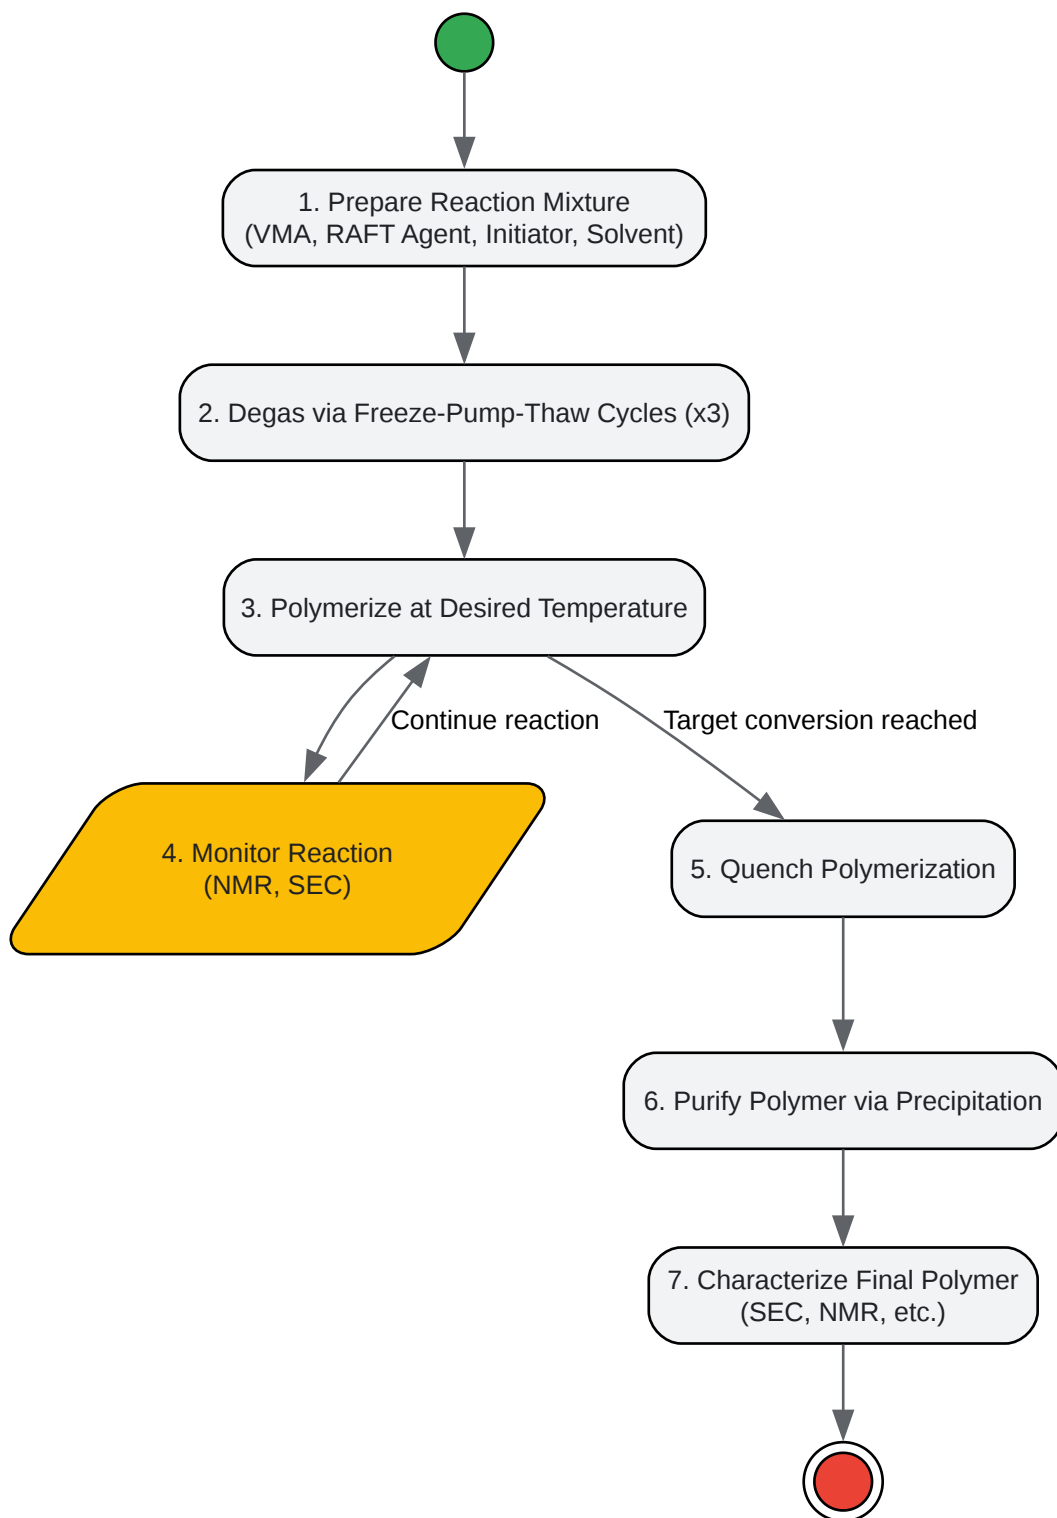 1. Prepare Reaction Mixture
(VMA, RAFT Agent, Initiator, Solvent)
2. Degas via Freeze-Pump-Thaw Cycles (x3)
3. Polymerize at Desired Temperature
Continue reaction
Target conversion reached
4. Monitor Reaction
(NMR, SEC)
5. Quench Polymerization
6. Purify Polymer via Precipitation
7. Characterize Final Polymer
(SEC, NMR, etc.)